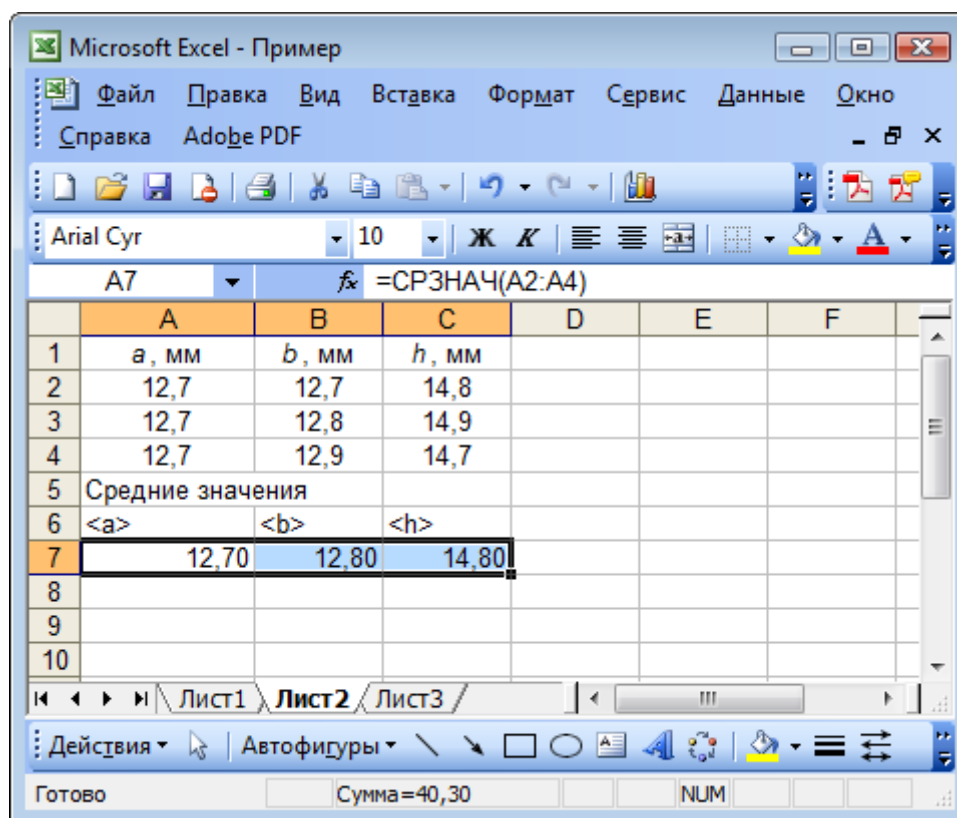 Microsoft Excel - Пример
Файл Правка Вид Вставка Формат Сервис Данные Окно
Справка Adobe PDF
Arial Cyr 10 Ж К
A7 fx =СРЗНАЧ(A2:A4)
A B C D E F
1 a, мм b, мм h, мм
2 12,7 12,7 14,8
3 12,7 12,8 14,9
4 12,7 12,9 14,7
5 Средние значения
6 <a> <b> <h>
7 12,70 12,80 14,80
8
9
10
Лист1 Лист2 Лист3
Действия Автофигуры
Готово Сумма=40,30 NUM